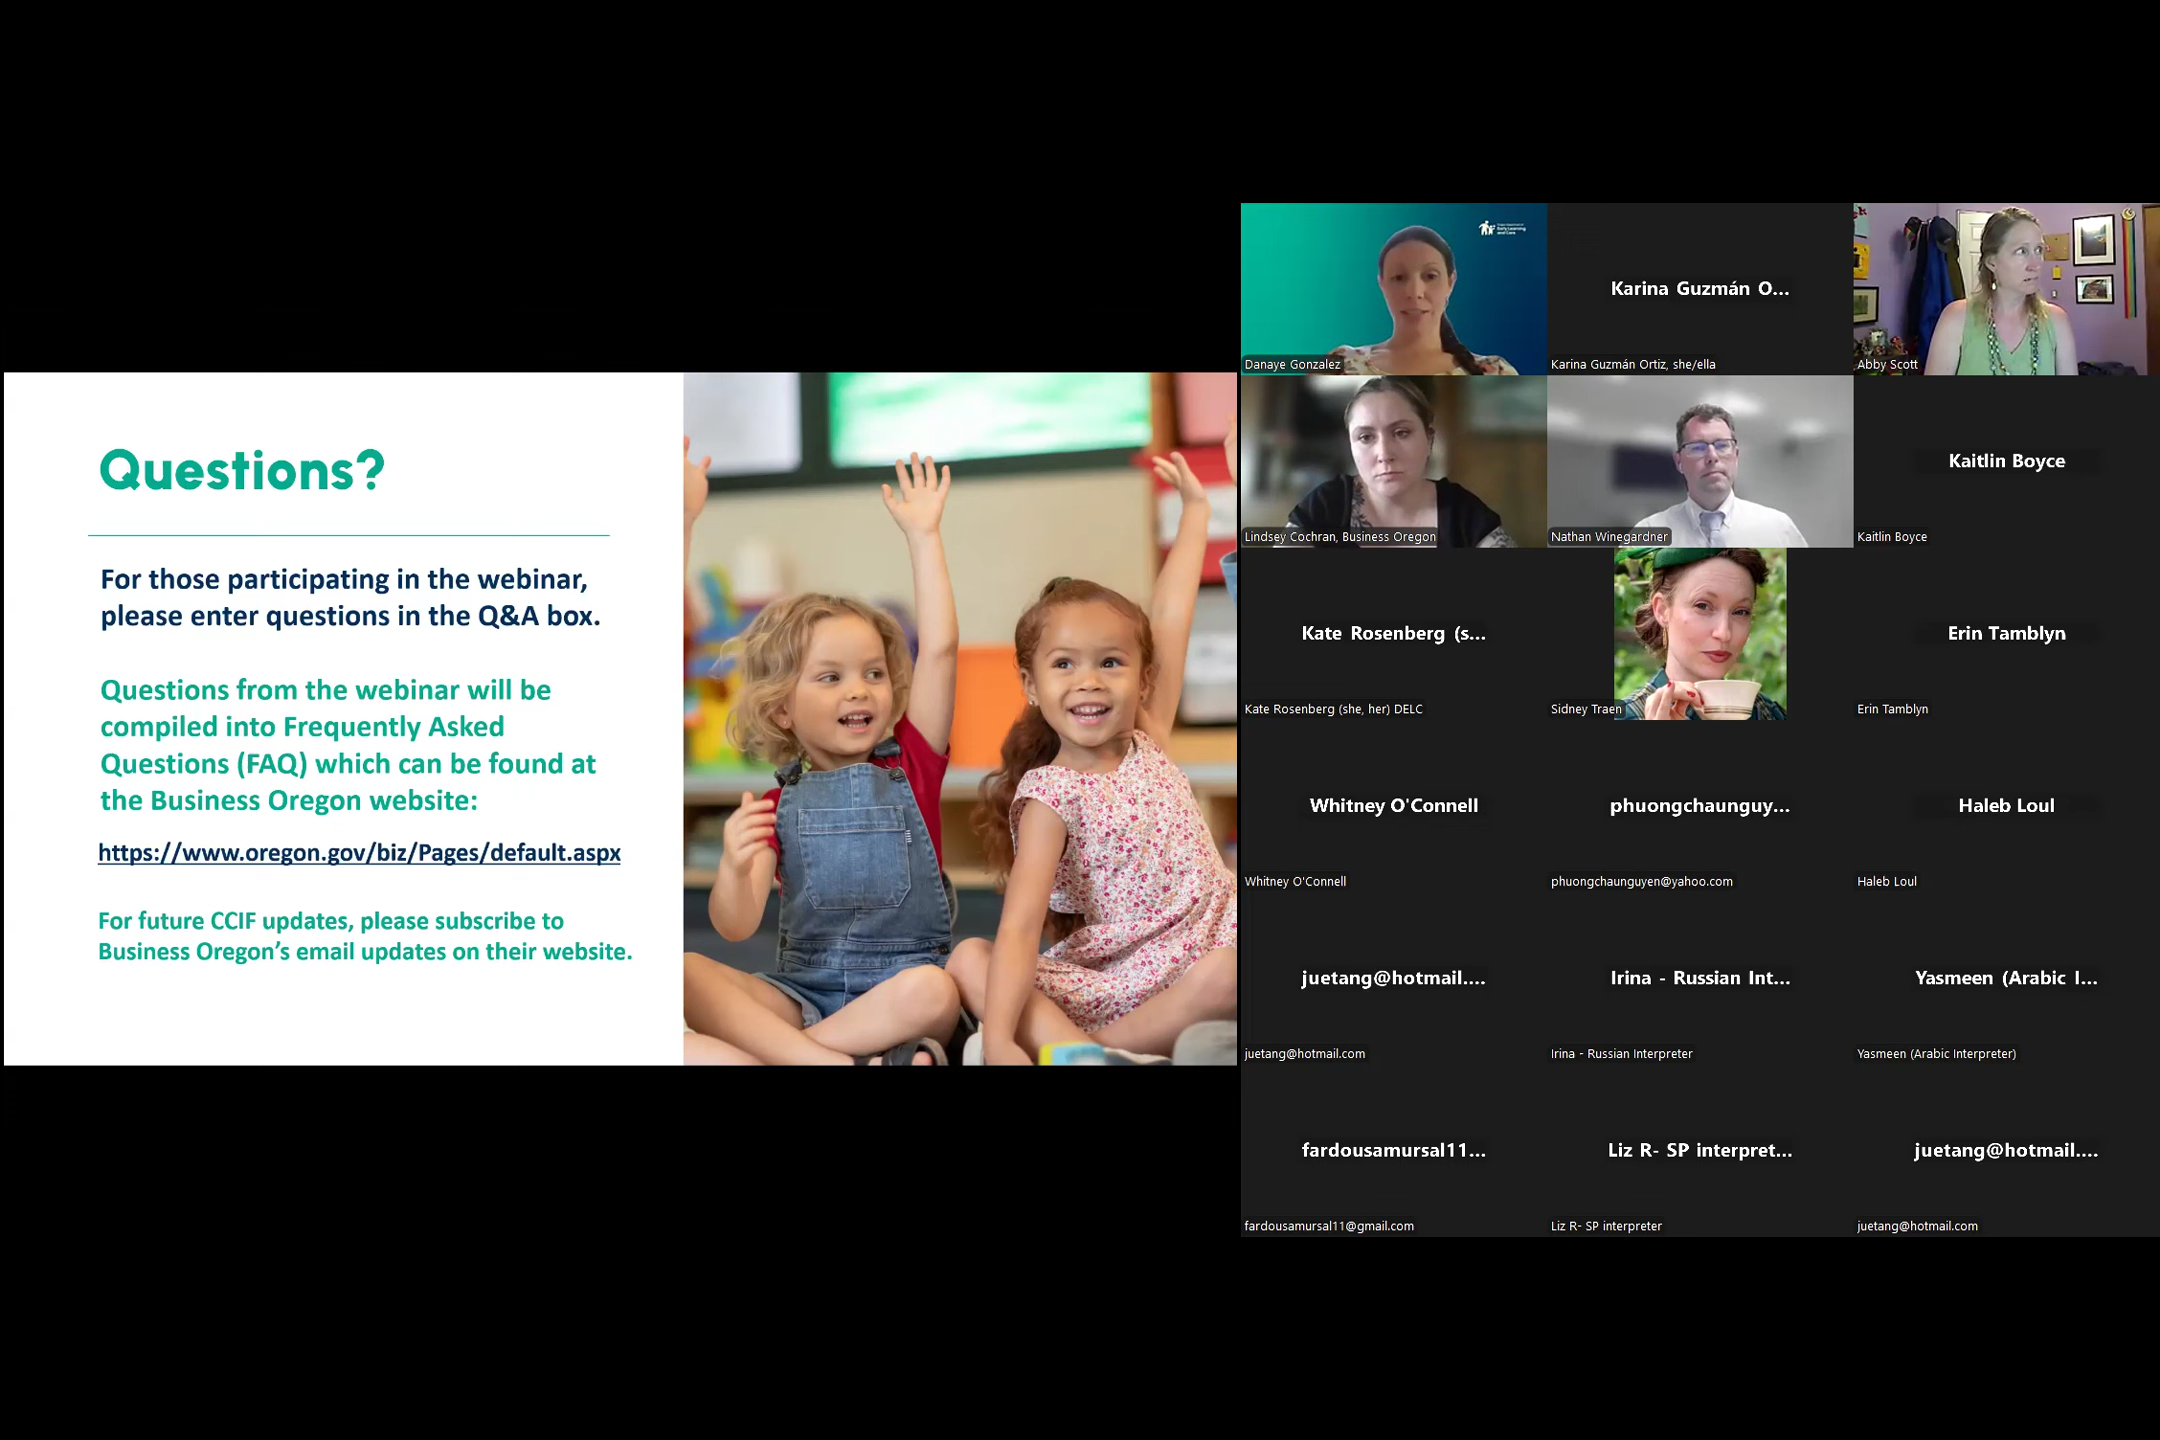 Questions?
For those participating in the webinar,
please enter questions in the Q&A box.
Questions from the webinar will be
compiled into Frequently Asked
Questions (FAQ) which can be found at
the Business Oregon website:
https://www.oregon.gov/biz/Pages/default.aspx
For future CCIF updates, please subscribe to
Business Oregon's email updates on their website.
Early Learning
and Care
Danaye Gonzalez
Karina Guzmán O...
Karina Guzmán Ortiz, she/ella
Abby Scott
Lindsey Cochran, Business Oregon
Nathan Winegardner
Kaitlin Boyce
Kaitlin Boyce
Kate Rosenberg (s...
Kate Rosenberg (she, her) DELC
Sidney Traen
Erin Tamblyn
Erin Tamblyn
Whitney O'Connell
Whitney O'Connell
phuongchaunguy...
phuongchaunguyen@yahoo.com
Haleb Loul
Haleb Loul
juetang@hotmail....
juetang@hotmail.com
Irina - Russian Int...
Irina - Russian Interpreter
Yasmeen (Arabic I...
Yasmeen (Arabic Interpreter)
fardousamursal11...
fardousamursal11@gmail.com
Liz R- SP interpret...
Liz R- SP interpreter
juetang@hotmail....
juetang@hotmail.com